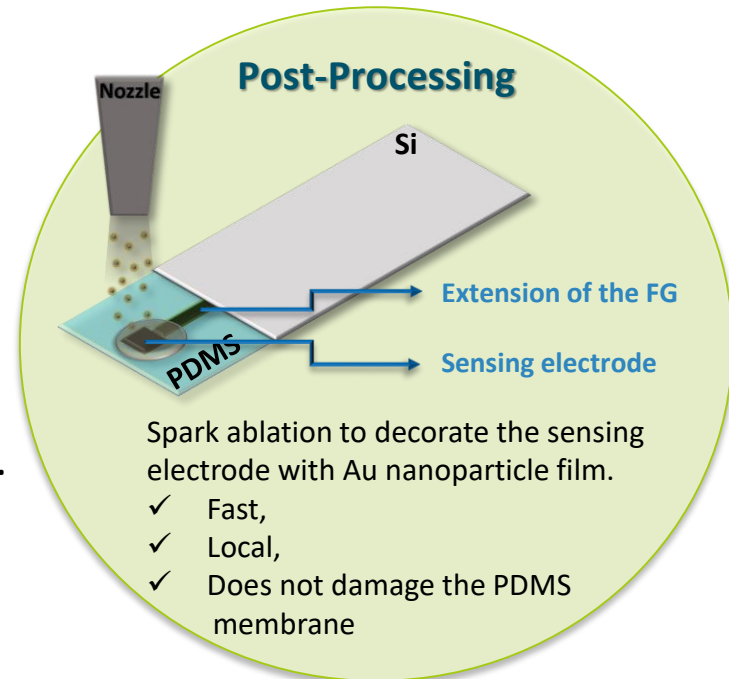 Post-Processing
Nozzle
Si
Extension of the FG
Sensing electrode
PDMS
Spark ablation to decorate the sensing
electrode with Au nanoparticle film.
✓ Fast,
✓ Local,
✓ Does not damage the PDMS
membrane
.